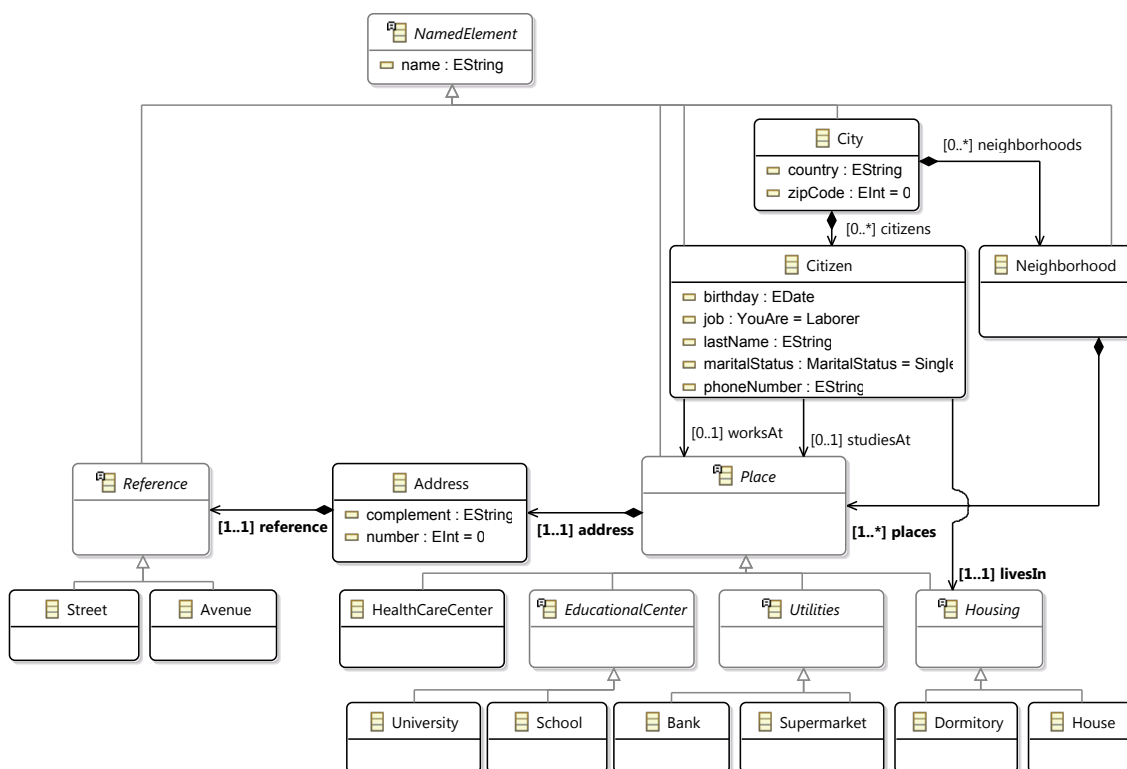 NamedElement
name : EString
City
country : EString
zipCode : EInt = 0
[0..*] neighborhoods
[0..*] citizens
Citizen
birthday : EDate
job : YouAre = Laborer
lastName : EString
maritalStatus : MaritalStatus = Single
phoneNumber : EString
Neighborhood
[0..1] worksAt
[0..1] studiesAt
Reference
Address
complement : EString
number : EInt = 0
Place
[1..1] reference
[1..1] address
[1..*] places
[1..1] livesIn
Street
Avenue
HealthCareCenter
EducationalCenter
Utilities
Housing
University
School
Bank
Supermarket
Dormitory
House